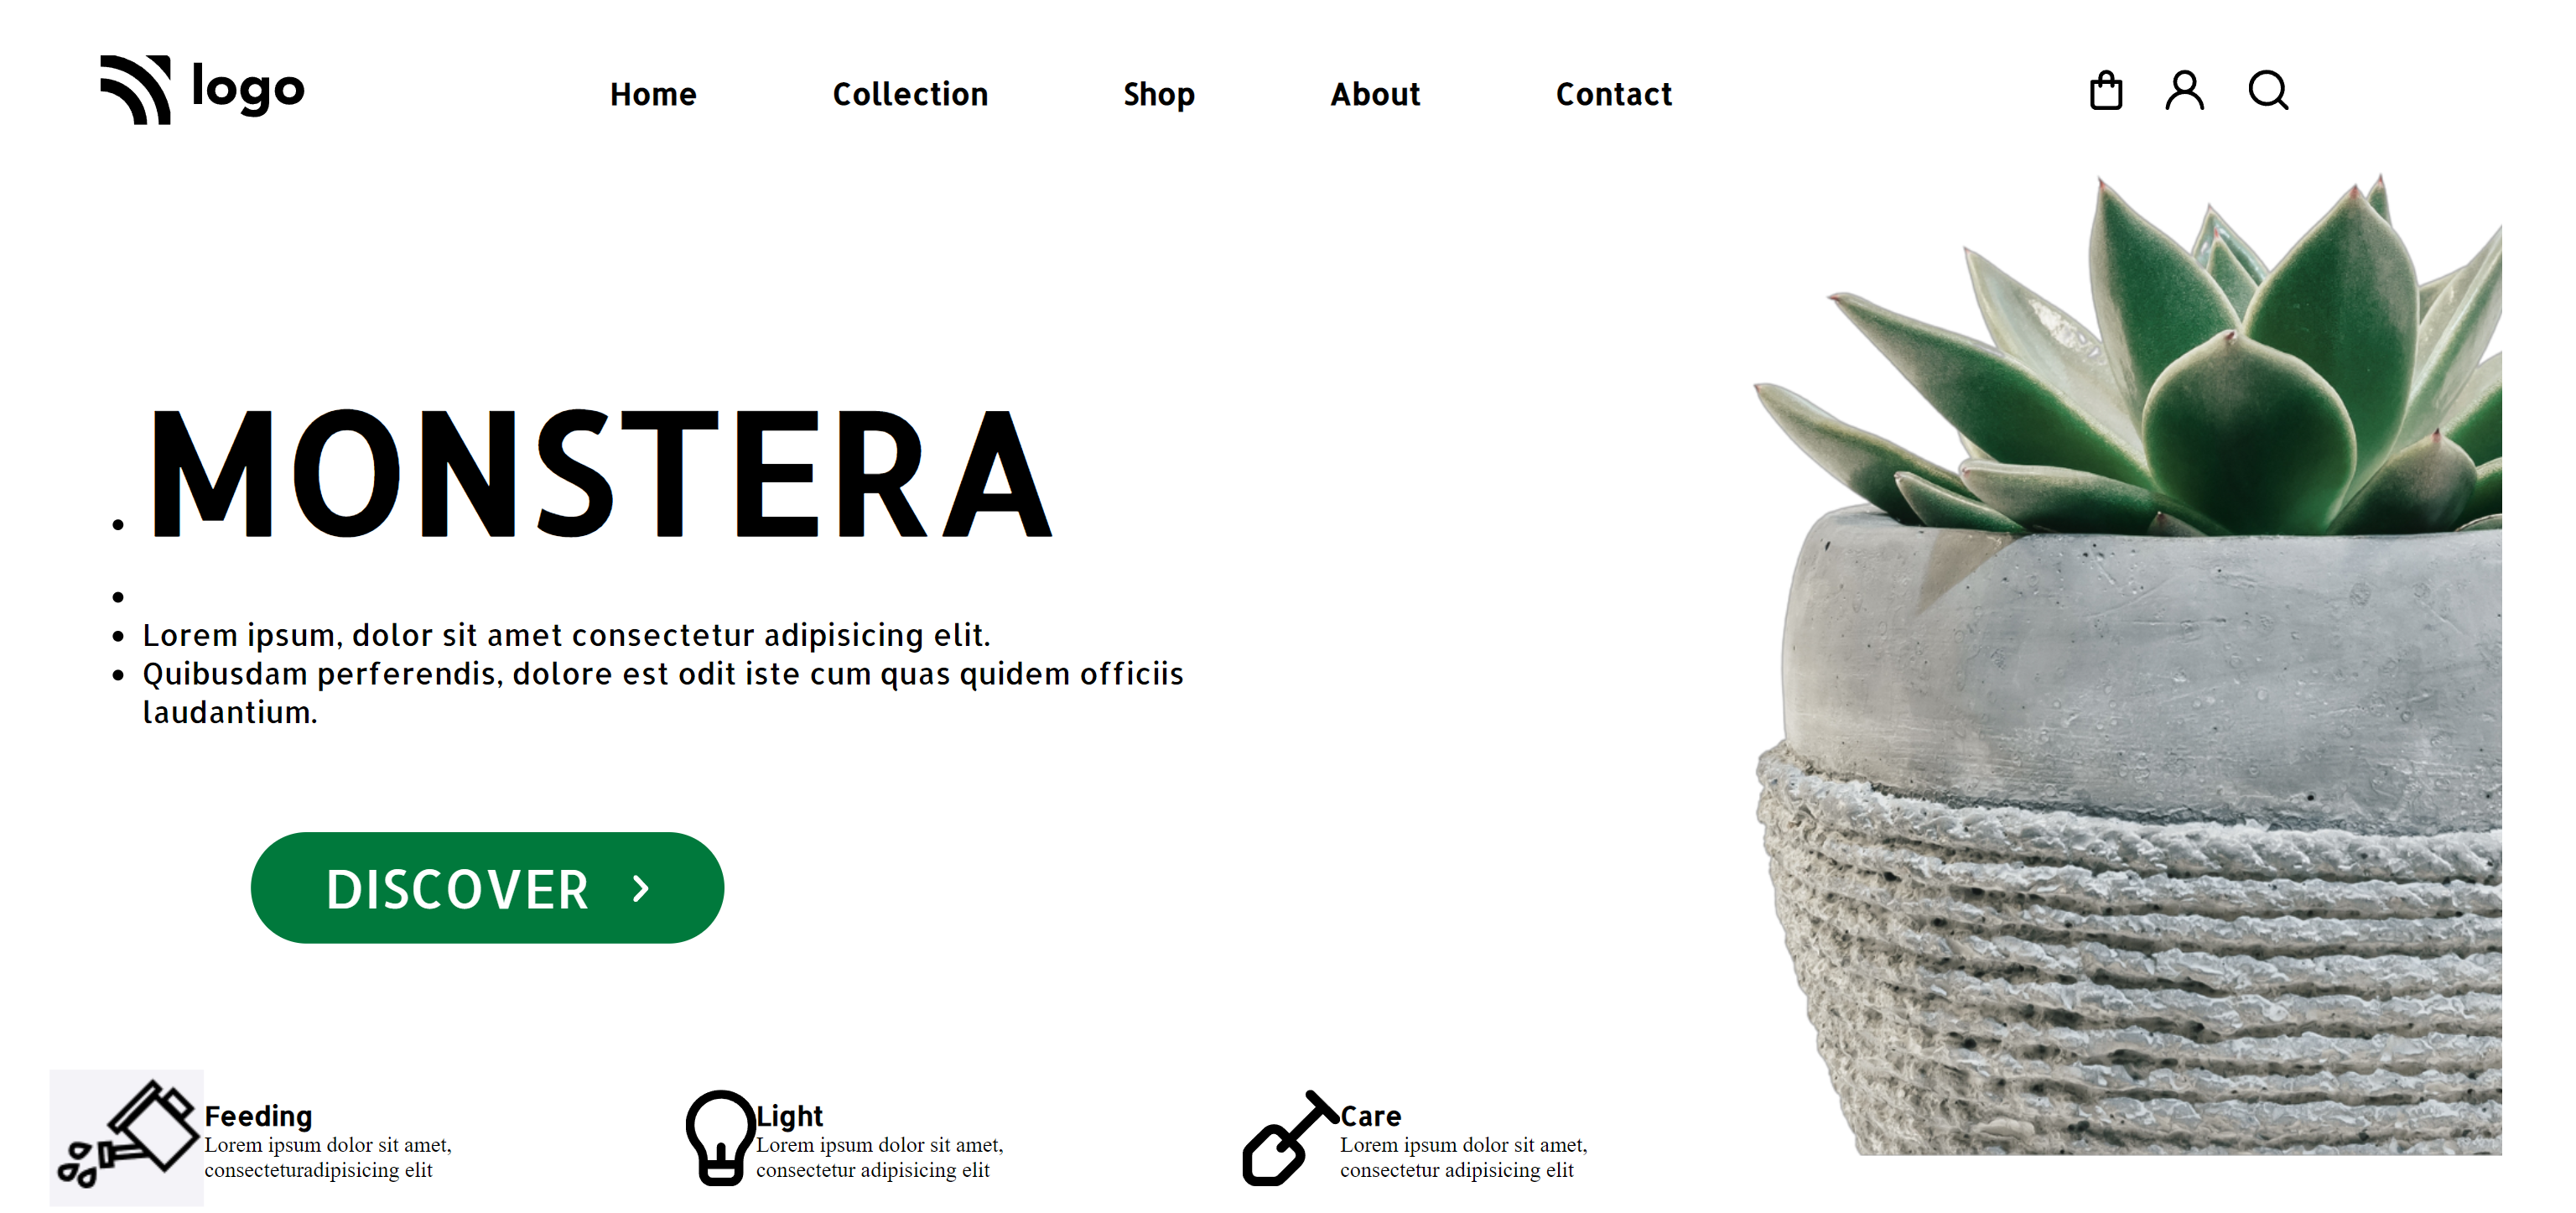 logo
Home Collection Shop About Contact
MONSTERA
Lorem ipsum, dolor sit amet consectetur adipisicing elit.
Quibusdam perferendis, dolore est odit iste cum quas quidem officiis
laudantium.
DISCOVER
Feeding
Lorem ipsum dolor sit amet,
consecteturadipisicing elit
Light
Lorem ipsum dolor sit amet,
consectetur adipisicing elit
Care
Lorem ipsum dolor sit amet,
consectetur adipisicing elit